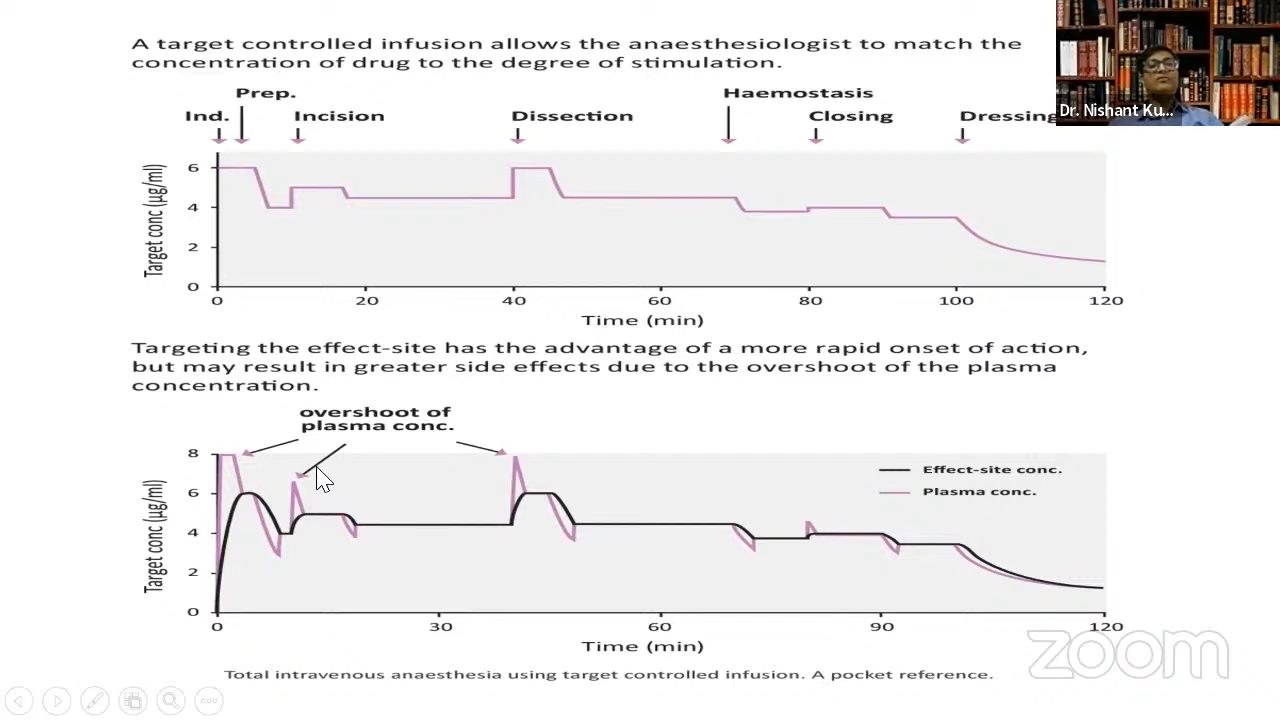 A target controlled infusion allows the anaesthesiologist to match the
concentration of drug to the degree of stimulation.
Dr. Nishant Ku...
Prep.
Haemostasis
Ind.
Incision
Dissection
Closing
Dressing
Target conc (µg/ml)
6
4
2
0
0 20 40 60 80 100 120
Time (min)
Targeting the effect-site has the advantage of a more rapid onset of action,
but may result in greater side effects due to the overshoot of the plasma
concentration.
overshoot of
plasma conc.
Target conc (µg/ml)
8
6
4
2
0
Effect-site conc.
Plasma conc.
0 30 60 90 120
Time (min)
zoom
Total intravenous anaesthesia using target controlled infusion. A pocket reference.